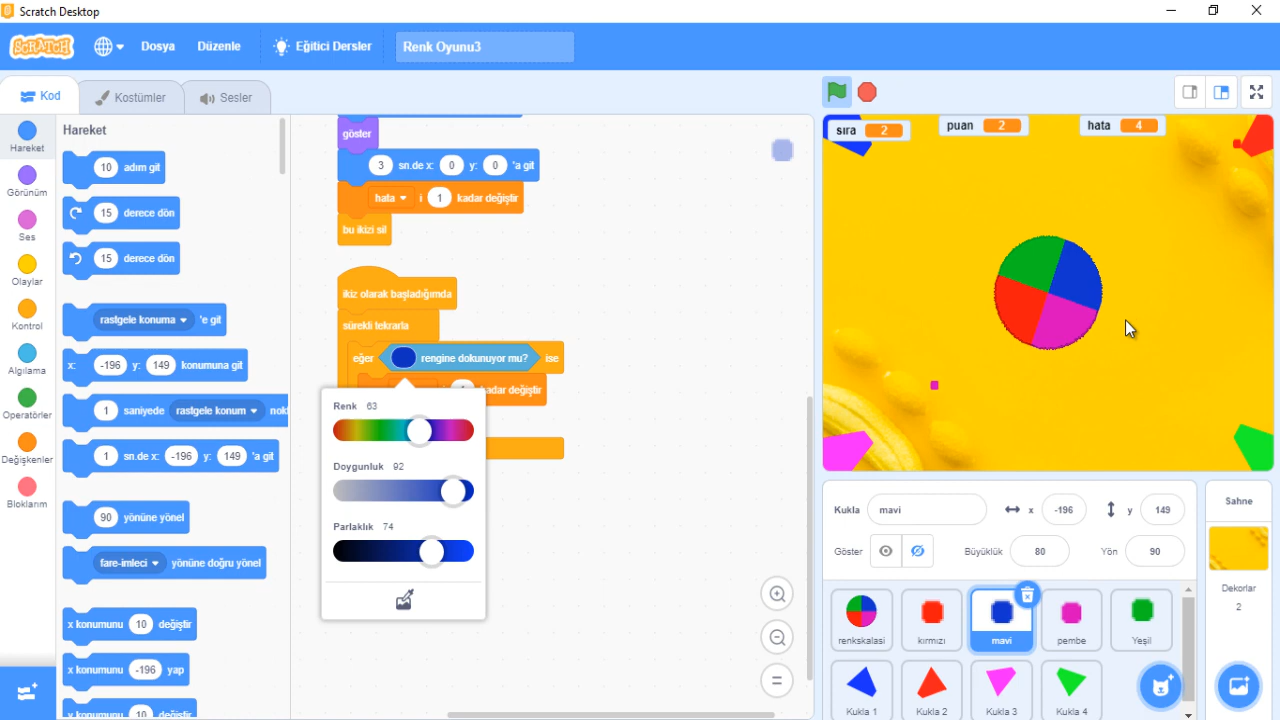 Scratch Desktop
SCRATCH Dosya Düzenle Eğitici Dersler Renk Oyunu3
Kod Kostümler Sesler
Hareket
Görünüm
Ses
Olaylar
Kontrol
Algılama
Operatörler
Değişkenler
Bloklarım
Hareket
10 adım git
15 derece dön
15 derece dön
rastgele konuma 'e git
x: -196 y: 149 konumuna git
1 saniyede rastgele konum
1 sn.de x: -196 y: 149 'a git
90 yönüne yönel
fare-imleci yönüne doğru yönel
x konumunu 10 değiştir
x konumunu -196 yap
y konumunu 10 değiştir
göster
3 sn.de x: 0 y: 0 'a git
hata i 1 kadar değiştir
bu ikizi sil
ikiz olarak başladığımda
sürekli tekrarla
eğer rengine dokunuyor mu? ise
kadar değiştir
Renk 63
Doygunluk 92
Parlaklık 74
sıra 2
puan 2
hata 4
Kukla mavi x -196 y 149
Göster Büyüklük 80 Yön 90
renkskalasi kırmızı mavi pembe Yeşil
Kukla 1 Kukla 2 Kukla 3 Kukla 4
Sahne
Dekorlar
2